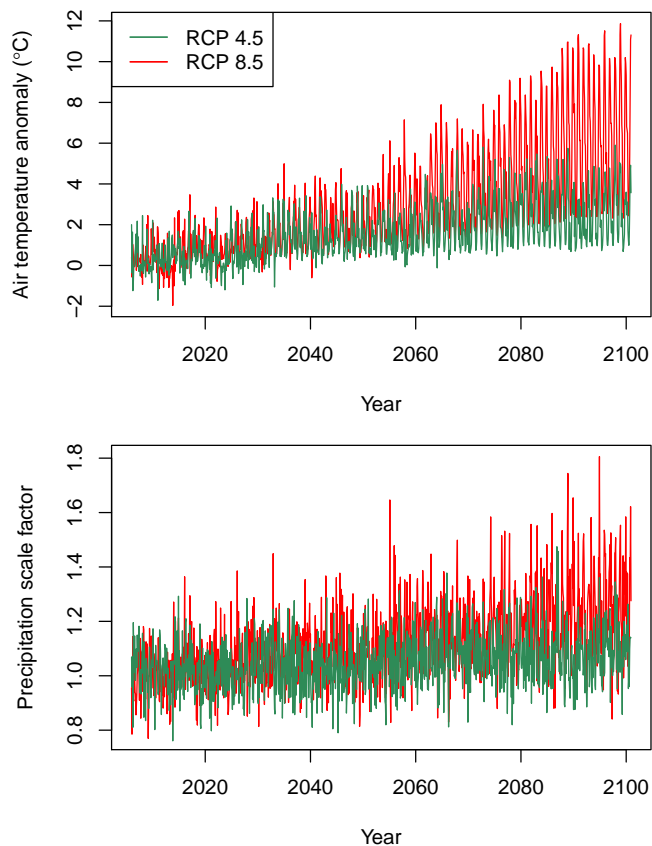 Air temperature anomaly (°C)
12
10
8
6
4
2
0
−2
RCP 4.5
RCP 8.5
2020 2040 2060 2080 2100
Year
Precipitation scale factor
1.8
1.6
1.4
1.2
1.0
0.8
2020 2040 2060 2080 2100
Year